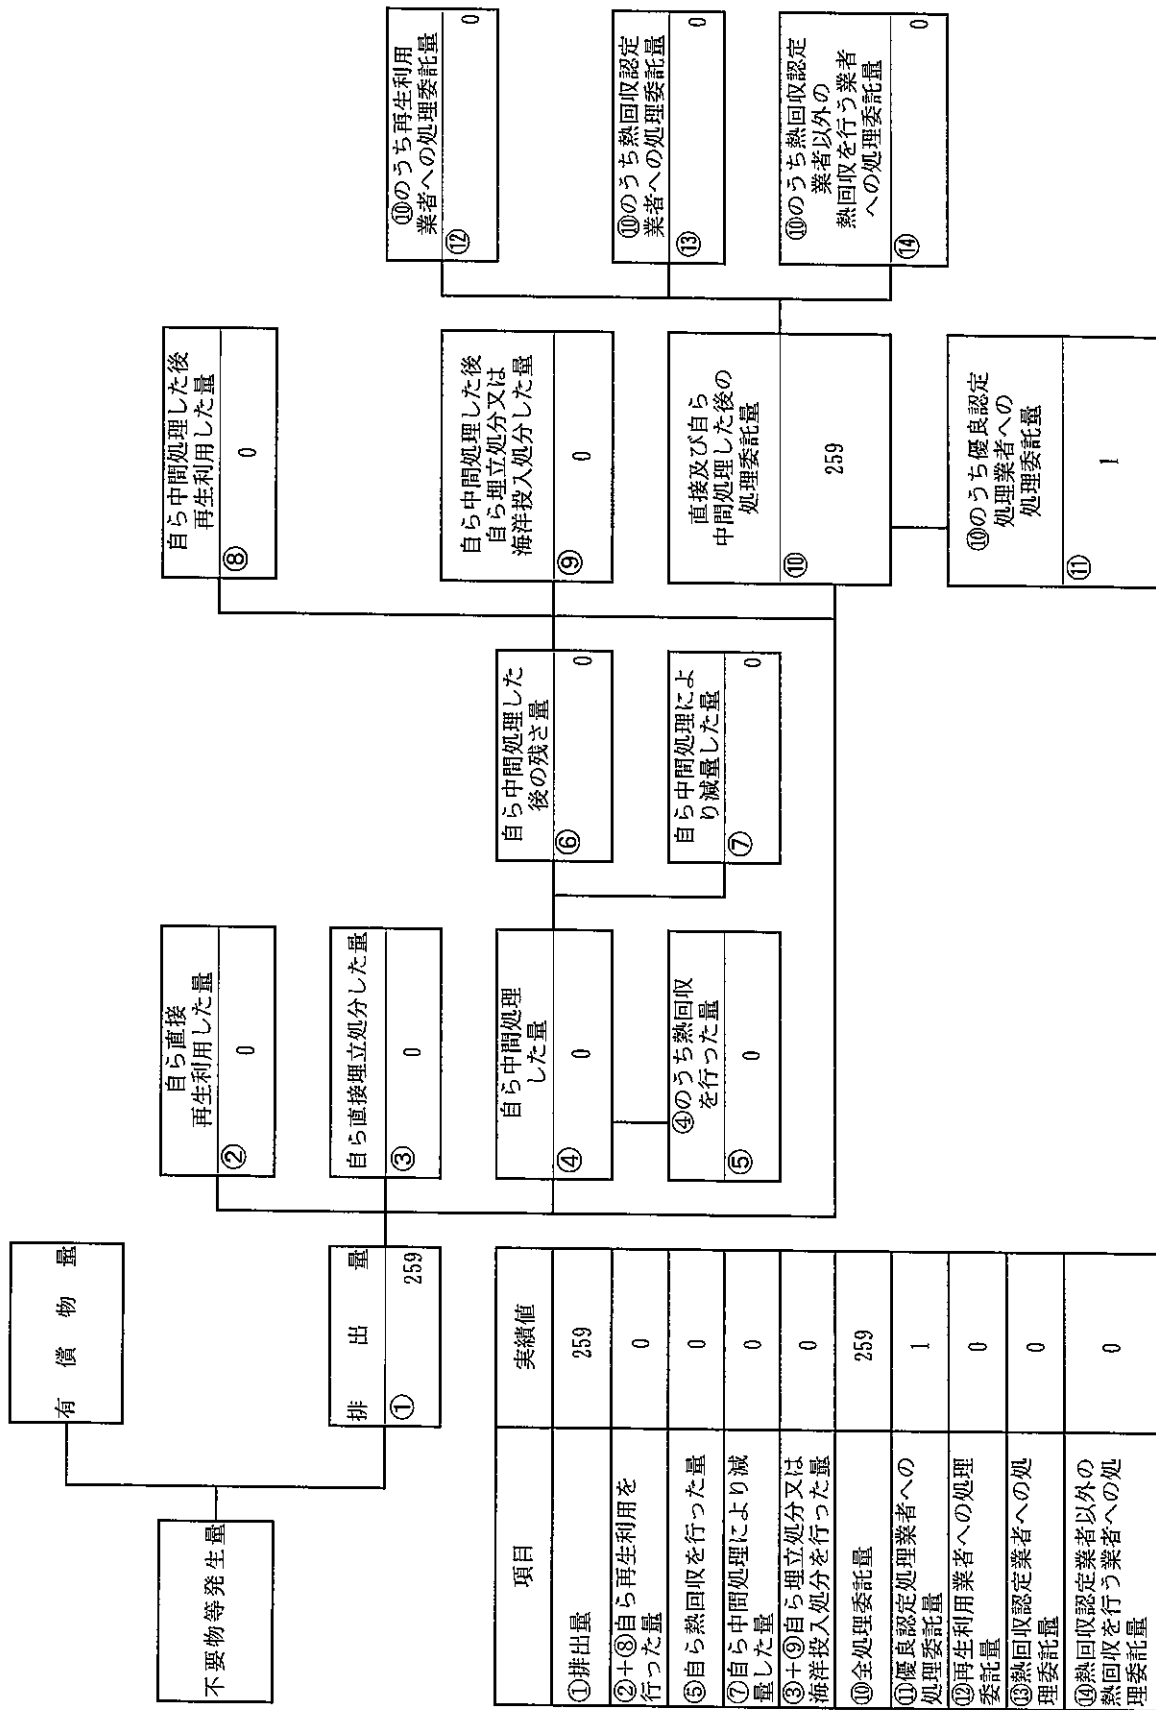 不要物等発生量
有償物量
排出量
①
259
自ら直接
再生利用した量
②
0
自ら直接埋立処分した量
③
0
自ら中間処理
した量
④
0
④のうち熱回収
を行った量
⑤
0
自ら中間処理した
後の残さ量
⑥
0
自ら中間処理によ
り減量した量
⑦
0
自ら中間処理した後
再生利用した量
⑧
0
自ら中間処理した後
自ら埋立処分又は
海洋投入処分した量
⑨
0
直接及び自ら
中間処理した後の
処理委託量
⑩
259
⑩のうち優良認定
処理業者への
処理委託量
⑪
1
⑩のうち再生利用
業者への処理委託量
⑫
0
⑩のうち熱回収認定
業者への処理委託量
⑬
0
⑩のうち熱回収認定
業者以外の
熱回収を行う業者
への処理委託量
⑭
0
項目 実績値
①排出量 259
②+⑧自ら再生利用を
行った量 0
⑤自ら熱回収を行った量 0
⑦自ら中間処理により減
量した量 0
③+⑨自ら埋立処分又は
海洋投入処分を行った量 0
⑩全処理委託量 259
⑪優良認定処理業者への
処理委託量 1
⑫再生利用業者への処理
委託量 0
⑬熱回収認定業者への処
理委託量 0
⑭熱回収認定業者以外の
熱回収を行う業者への処
理委託量 0